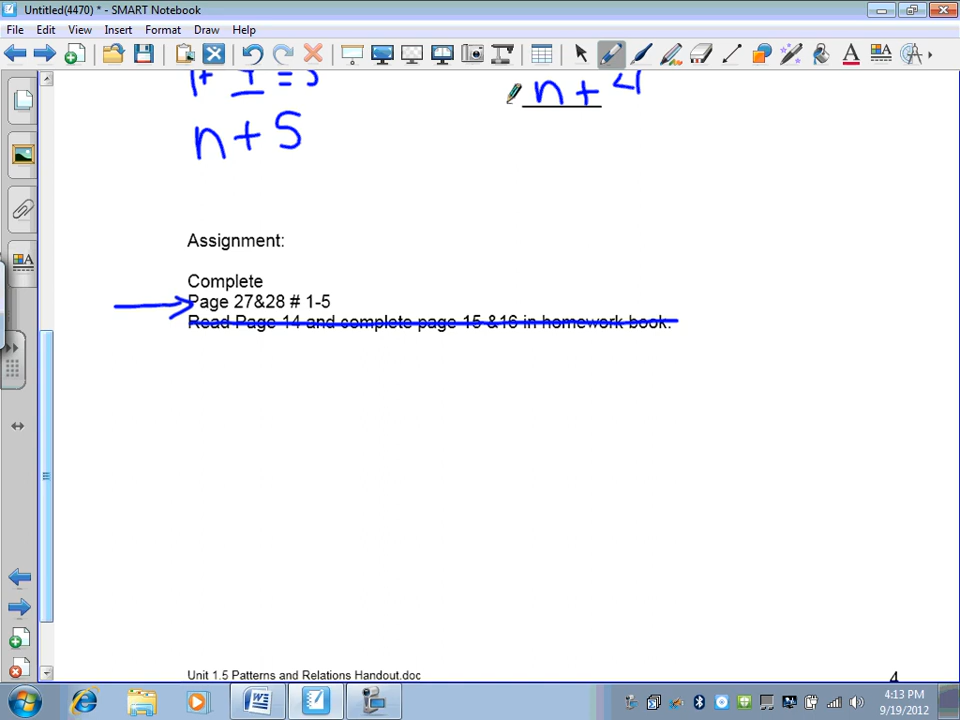 Untitled(4470) * - SMART Notebook
File Edit View Insert Format Draw Help
n + 4
n + 5
Assignment:
Complete
Page 27&28 # 1-5
Read Page 14 and complete page 15 &16 in homework book.
Unit 1.5 Patterns and Relations Handout.doc
4
4:13 PM
9/19/2012